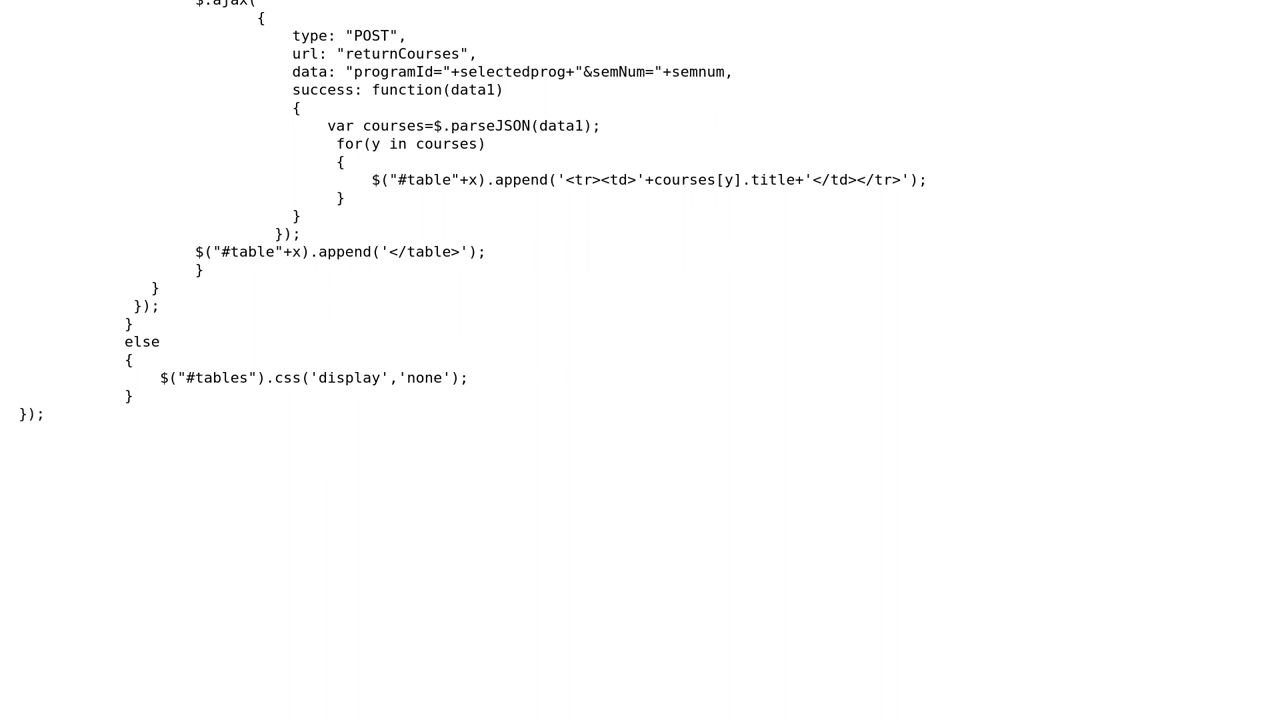 $.ajax(
{
type: "POST",
url: "returnCourses",
data: "programId="+selectedprog+"&semNum="+semnum,
success: function(data1)
{
var courses=$.parseJSON(data1);
for(y in courses)
{
$("#table"+x).append('<tr><td>'+courses[y].title+'</td></tr>');
}
}
});
$("#table"+x).append('</table>');
}
}
});
}
else
{
$("#tables").css('display','none');
}
});